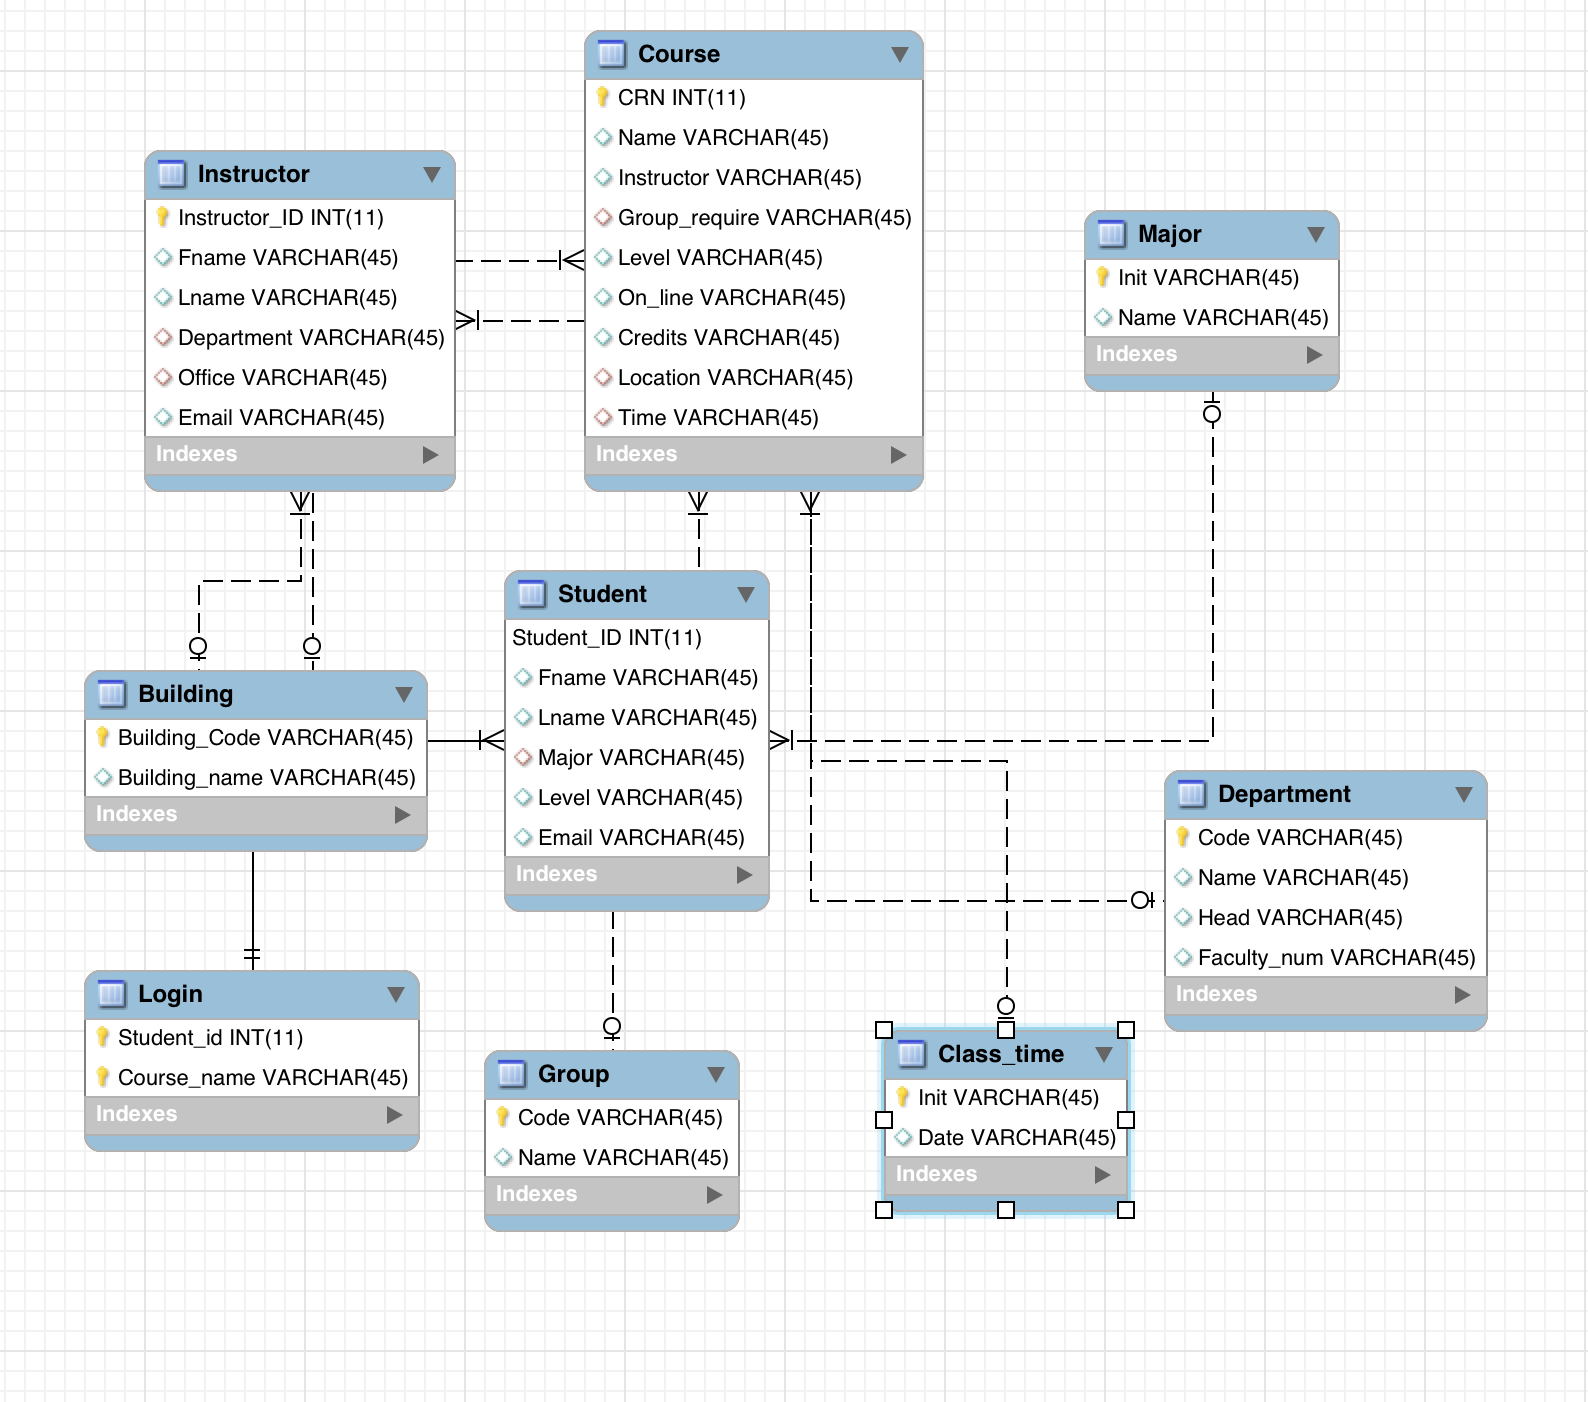 Course
CRN INT(11)
Name VARCHAR(45)
Instructor VARCHAR(45)
Group_require VARCHAR(45)
Level VARCHAR(45)
On_line VARCHAR(45)
Credits VARCHAR(45)
Location VARCHAR(45)
Time VARCHAR(45)
Indexes
Instructor
Instructor_ID INT(11)
Fname VARCHAR(45)
Lname VARCHAR(45)
Department VARCHAR(45)
Office VARCHAR(45)
Email VARCHAR(45)
Indexes
Major
Init VARCHAR(45)
Name VARCHAR(45)
Indexes
Student
Student_ID INT(11)
Fname VARCHAR(45)
Lname VARCHAR(45)
Major VARCHAR(45)
Level VARCHAR(45)
Email VARCHAR(45)
Indexes
Building
Building_Code VARCHAR(45)
Building_name VARCHAR(45)
Indexes
Department
Code VARCHAR(45)
Name VARCHAR(45)
Head VARCHAR(45)
Faculty_num VARCHAR(45)
Indexes
Login
Student_id INT(11)
Course_name VARCHAR(45)
Indexes
Group
Code VARCHAR(45)
Name VARCHAR(45)
Indexes
Class_time
Init VARCHAR(45)
Date VARCHAR(45)
Indexes